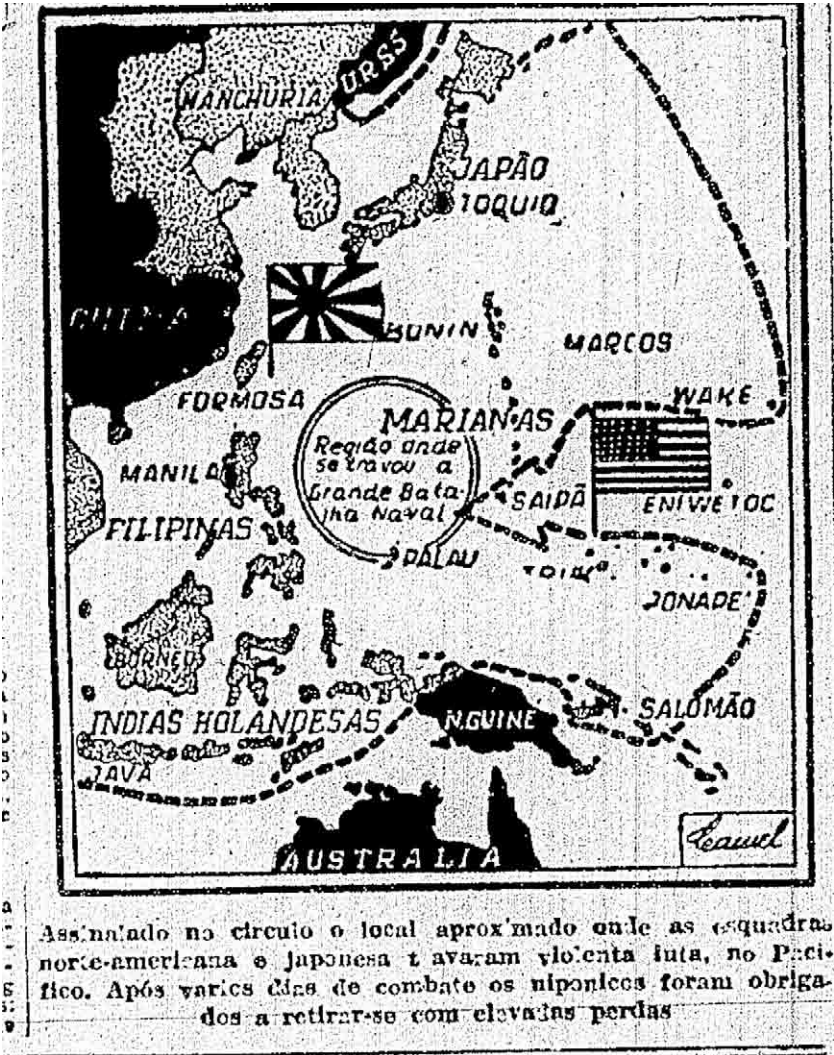 URSS
MANCHURIA
JAPÃO
TOQUIO
CHINA
BONIN
MARCOS
FORMOSA
WAKE
MARIANAS
Região onde
se travou a
Grande Bata-
lha Naval
MANILA
SAIPÃ
ENIWETOC
FILIPINAS
PALAU
PONAPE
BORNEO
INDIAS HOLANDESAS
N.GUINE
SALOMÃO
JAVA
AUSTRALIA
Assinalado no circulo o local aproximado onde as esquadras
norte-americana e japonesa t avaram violenta luta, no Paci-
fico. Após varios dias de combate os niponicos foram obriga-
dos a retirar-se com elevadas perdas